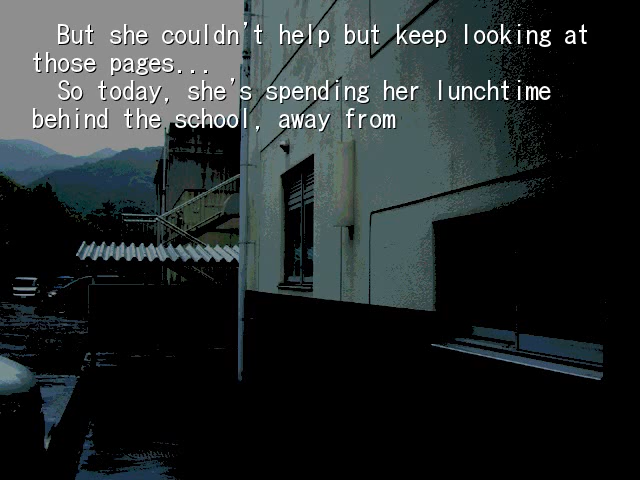 But she couldn't help but keep looking at
those pages...
So today, she's spending her lunchtime
behind the school, away from